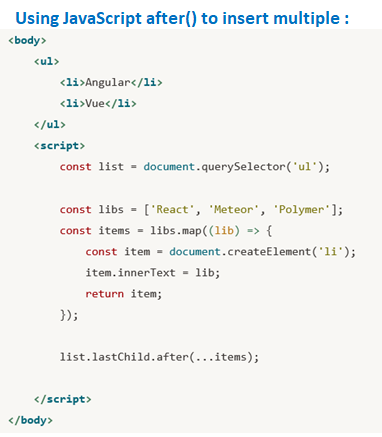 Using JavaScript after() to insert multiple :
<body>
    <ul>
        <li>Angular</li>
        <li>Vue</li>
    </ul>
    <script>
        const list = document.querySelector('ul');

        const libs = ['React', 'Meteor', 'Polymer'];
        const items = libs.map((lib) => {
            const item = document.createElement('li');
            item.innerText = lib;
            return item;
        });

        list.lastChild.after(...items);

    </script>
</body>